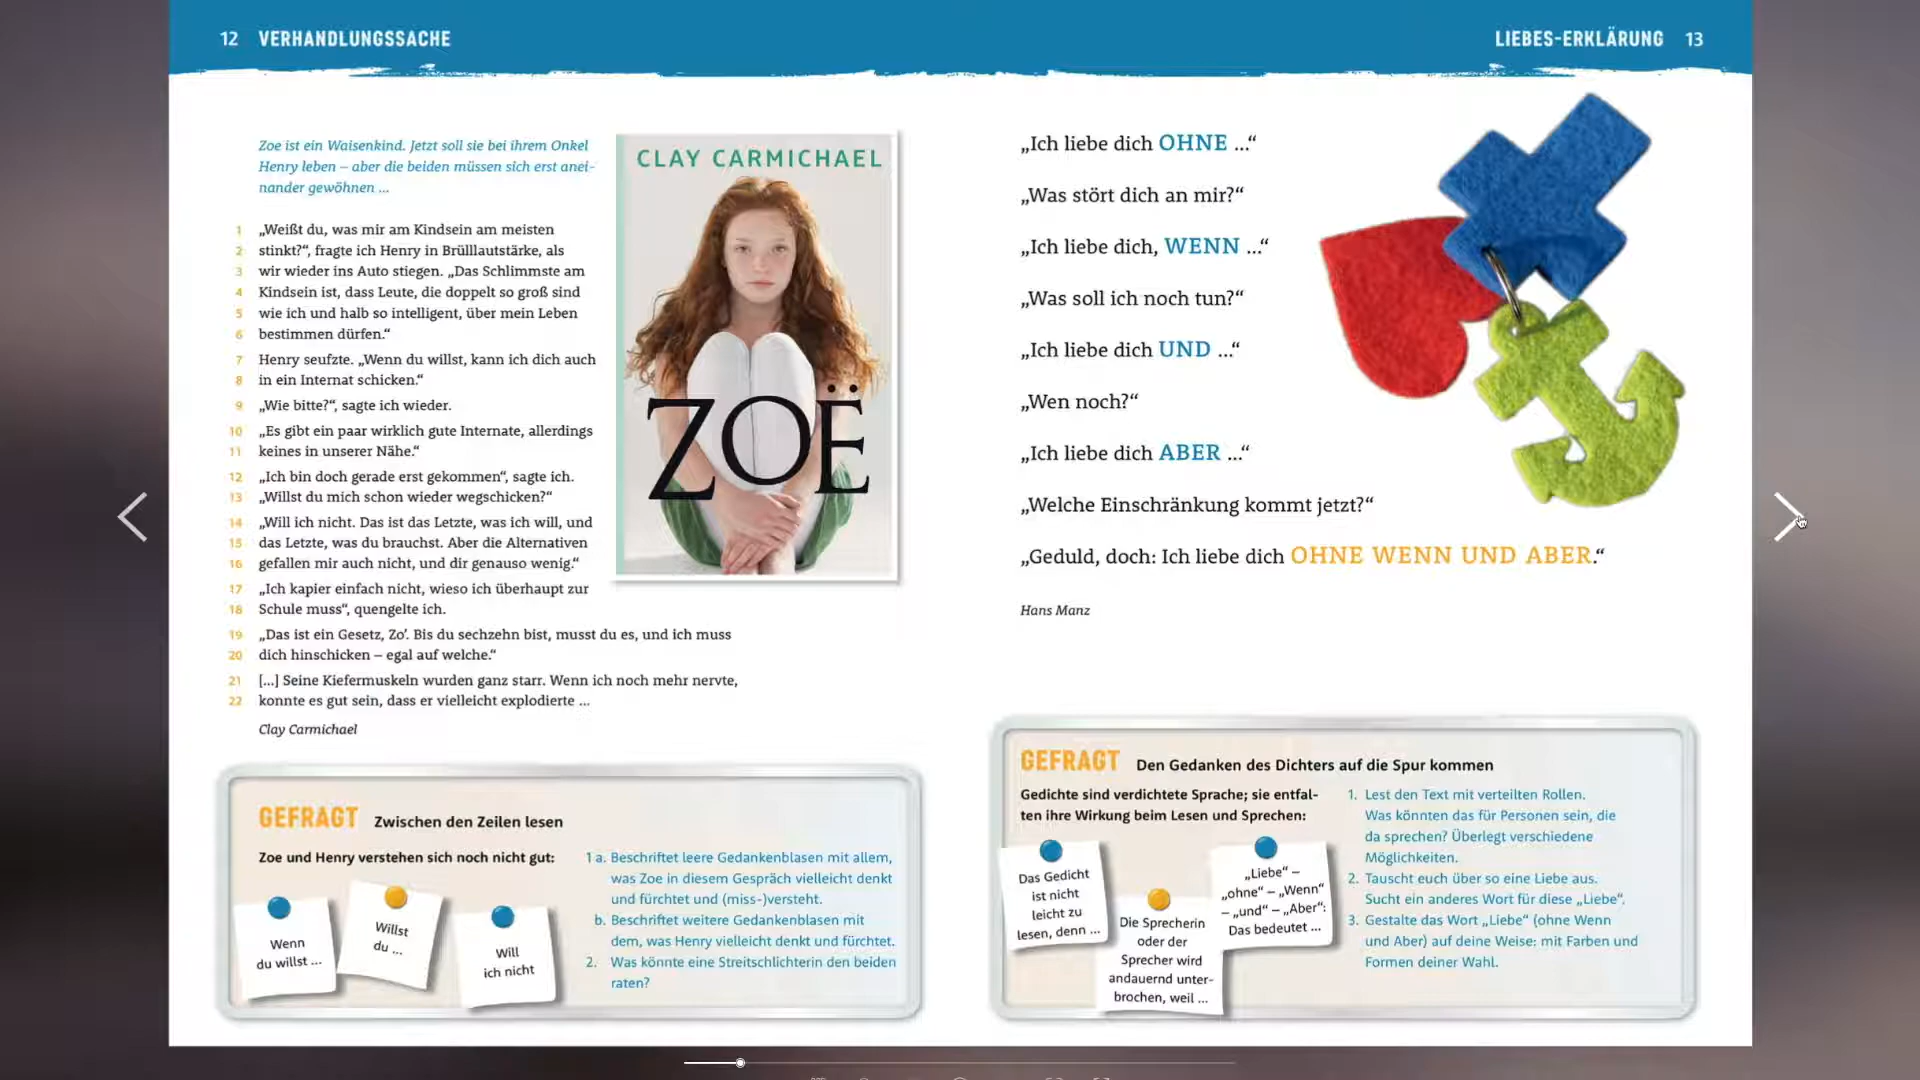 12 VERHANDLUNGSSACHE
Zoe ist ein Waisenkind. Jetzt soll sie bei ihrem Onkel
Henry leben – aber die beiden müssen sich erst anei-
nander gewöhnen ...
1 „Weißt du, was mir am Kindsein am meisten
2 stinkt?“, fragte ich Henry in Brülllautstärke, als
3 wir wieder ins Auto stiegen. „Das Schlimmste am
4 Kindsein ist, dass Leute, die doppelt so groß sind
5 wie ich und halb so intelligent, über mein Leben
6 bestimmen dürfen.“
7 Henry seufzte. „Wenn du willst, kann ich dich auch
8 in ein Internat schicken.“
9 „Wie bitte?“, sagte ich wieder.
10 „Es gibt ein paar wirklich gute Internate, allerdings
11 keines in unserer Nähe.“
12 „Ich bin doch gerade erst gekommen“, sagte ich.
13 „Willst du mich schon wieder wegschicken?“
14 „Will ich nicht. Das ist das Letzte, was ich will, und
15 das Letzte, was du brauchst. Aber die Alternativen
16 gefallen mir auch nicht, und dir genauso wenig.“
17 „Ich kapier einfach nicht, wieso ich überhaupt zur
18 Schule muss“, quengelte ich.
19 „Das ist ein Gesetz, Zo’. Bis du sechzehn bist, musst du es, und ich muss
20 dich hinschicken – egal auf welche.“
21 [...] Seine Kiefermuskeln wurden ganz starr. Wenn ich noch mehr nervte,
22 konnte es gut sein, dass er vielleicht explodierte ...
Clay Carmichael
CLAY CARMICHAEL
ZOË
GEFRAGT Zwischen den Zeilen lesen
Zoe und Henry verstehen sich noch nicht gut:
Wenn
du willst ...
Willst
du ...
Will
ich nicht
1 a. Beschriftet leere Gedankenblasen mit allem,
was Zoe in diesem Gespräch vielleicht denkt
und fürchtet und (miss-)versteht.
b. Beschriftet weitere Gedankenblasen mit
dem, was Henry vielleicht denkt und fürchtet.
2. Was könnte eine Streitschlichterin den beiden
raten?
LIEBES-ERKLÄRUNG 13
„Ich liebe dich OHNE ...“
„Was stört dich an mir?“
„Ich liebe dich, WENN ...“
„Was soll ich noch tun?“
„Ich liebe dich UND ...“
„Wen noch?“
„Ich liebe dich ABER ...“
„Welche Einschränkung kommt jetzt?“
„Geduld, doch: Ich liebe dich OHNE WENN UND ABER.“
Hans Manz
GEFRAGT Den Gedanken des Dichters auf die Spur kommen
Gedichte sind verdichtete Sprache; sie entfal-
ten ihre Wirkung beim Lesen und Sprechen:
Das Gedicht
ist nicht
leicht zu
lesen, denn ...
Die Sprecherin
oder der
Sprecher wird
andauernd unter-
brochen, weil ...
„Liebe“ –
„ohne“ – „Wenn“
– „und“ – „Aber“:
Das bedeutet ...
1. Lest den Text mit verteilten Rollen.
Was könnten das für Personen sein, die
da sprechen? Überlegt verschiedene
Möglichkeiten.
2. Tauscht euch über so eine Liebe aus.
Sucht ein anderes Wort für diese „Liebe“.
3. Gestalte das Wort „Liebe“ (ohne Wenn
und Aber) auf deine Weise: mit Farben und
Formen deiner Wahl.